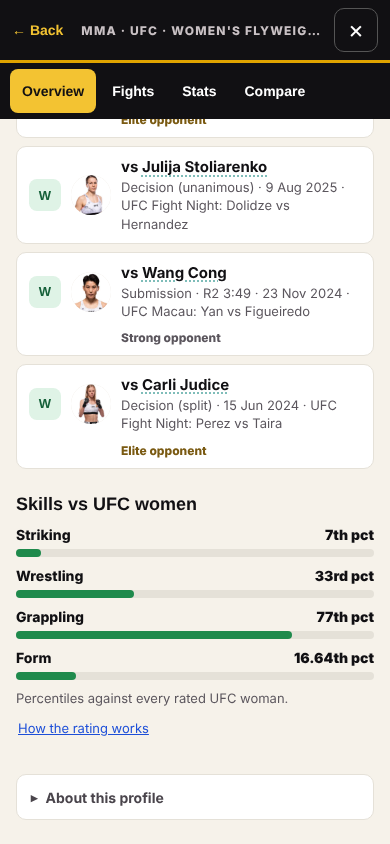 ← Back MMA · UFC · WOMEN'S FLYWEIG... ×
Overview Fights Stats Compare
Elite opponent
W
vs Julija Stoliarenko
Decision (unanimous) · 9 Aug 2025 ·
UFC Fight Night: Dolidze vs
Hernandez
W
vs Wang Cong
Submission · R2 3:49 · 23 Nov 2024 ·
UFC Macau: Yan vs Figueiredo
Strong opponent
W
vs Carli Judice
Decision (split) · 15 Jun 2024 · UFC
Fight Night: Perez vs Taira
Elite opponent
Skills vs UFC women
Striking 7th pct
Wrestling 33rd pct
Grappling 77th pct
Form 16.64th pct
Percentiles against every rated UFC woman.
How the rating works
▸ About this profile